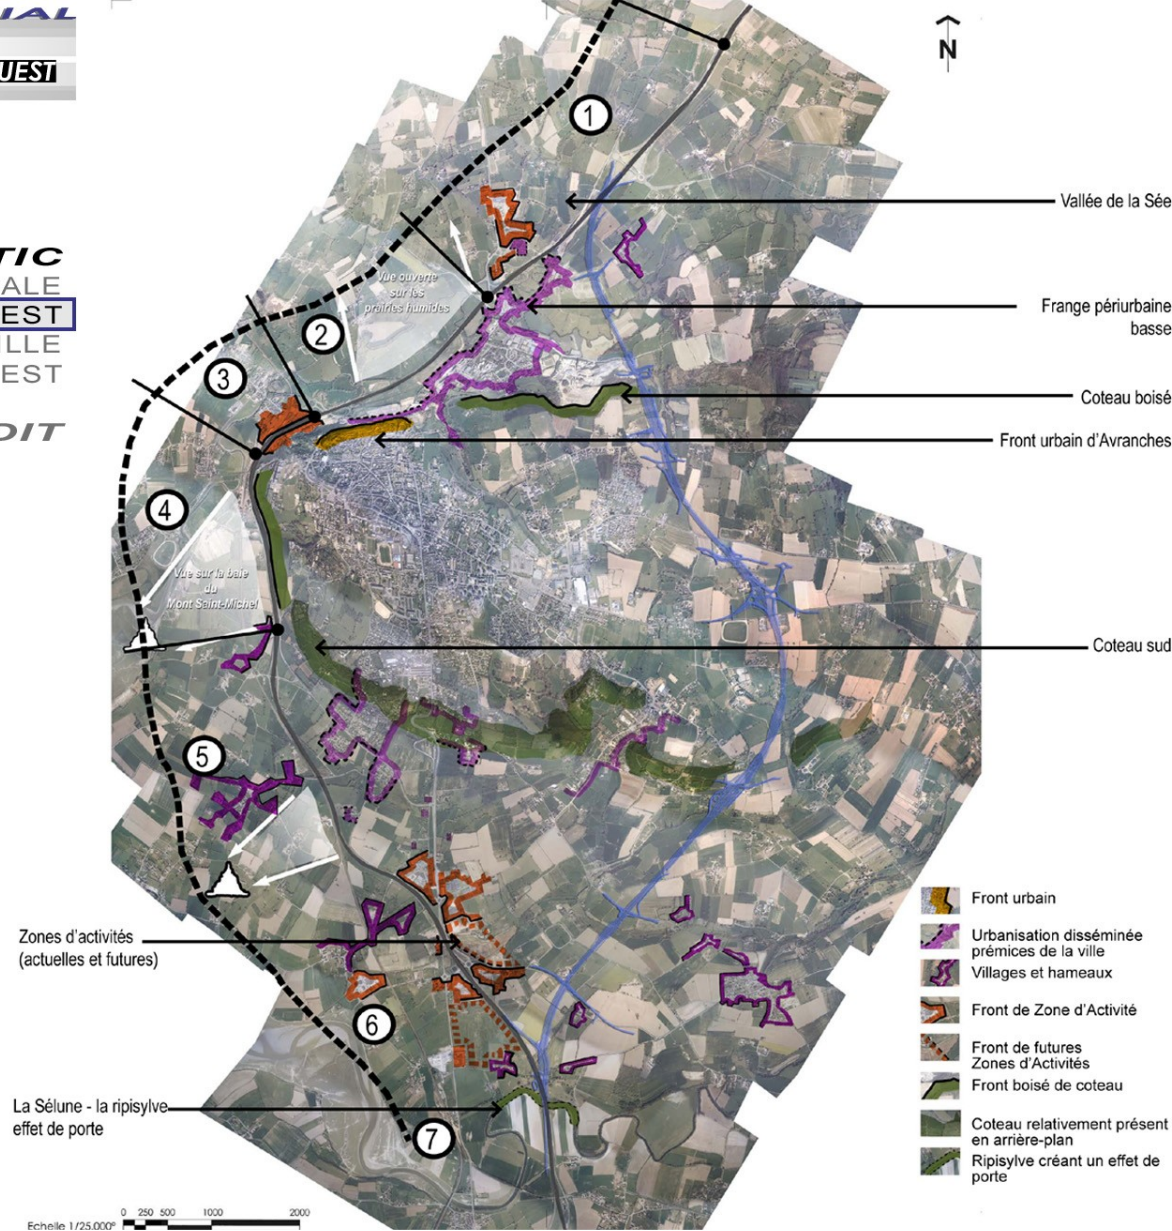 IAL
UEST
TIC
ALE
EST
ILLE
EST
DIT
N
1
Vallée de la Sée
Vue ouverte
sur les
prairies humides
Frange périurbaine
basse
2
3
Coteau boisé
Front urbain d'Avranches
4
Vue sur la baie
du
Mont Saint-Michel
Coteau sud
5
Front urbain
Urbanisation disséminée
prémices de la ville
Villages et hameaux
Front de Zone d'Activité
Front de futures
Zones d'Activités
Front boisé de coteau
Coteau relativement présent
en arrière-plan
Ripisylve créant un effet de
porte
Zones d'activités
(actuelles et futures)
6
La Sélune - la ripisylve
effet de porte
7
0 250 500 1000 2000
Echelle 1/25.000°